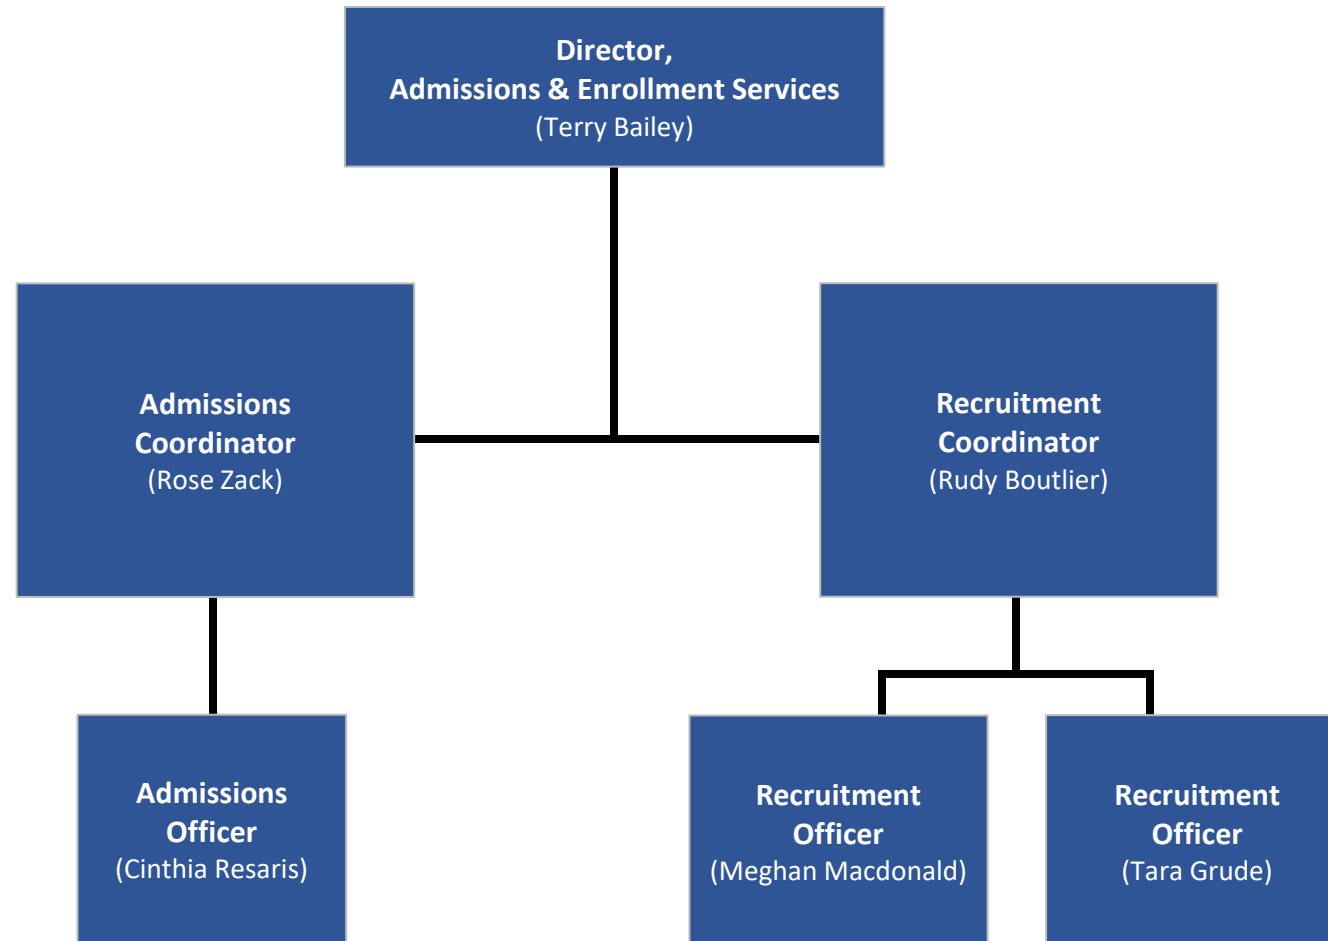 Director,
Admissions & Enrollment Services
(Terry Bailey)
Admissions
Coordinator
(Rose Zack)
Recruitment
Coordinator
(Rudy Boutlier)
Admissions
Officer
(Cinthia Resaris)
Recruitment
Officer
(Meghan Macdonald)
Recruitment
Officer
(Tara Grude)